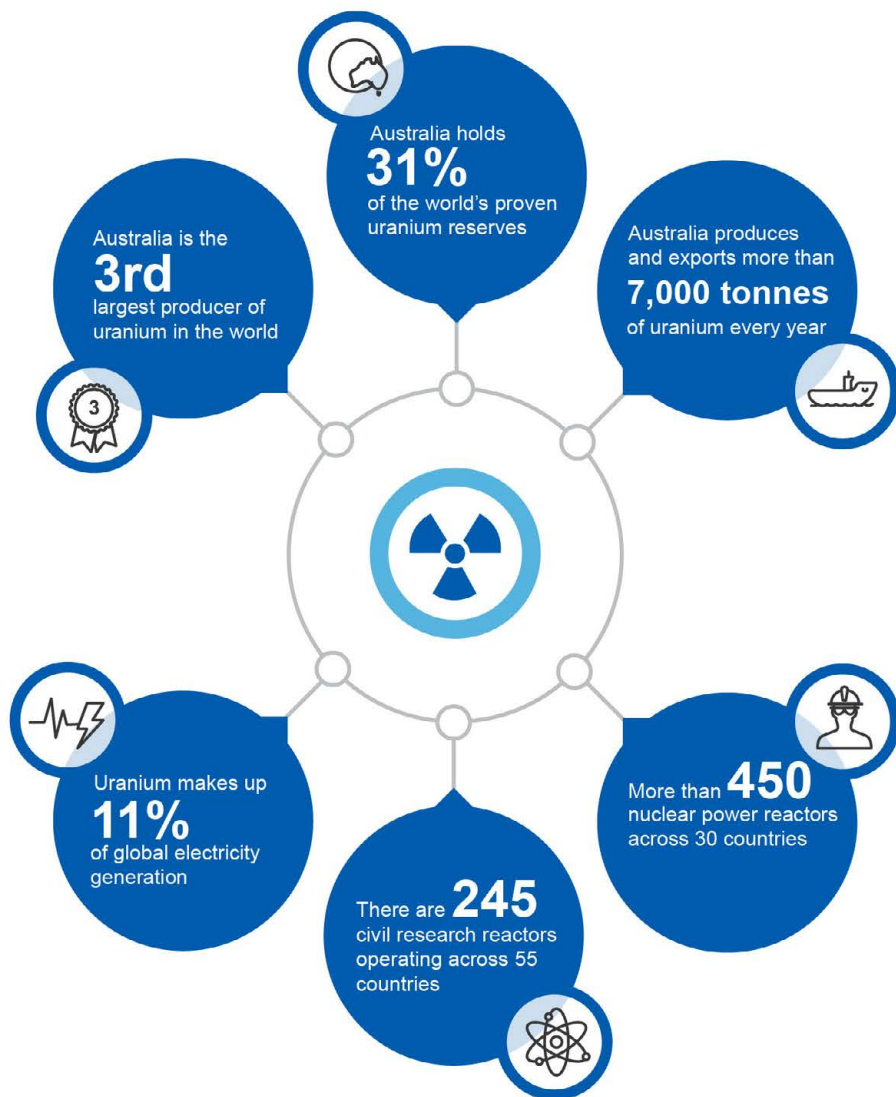 Australia holds
31%
of the world's proven
uranium reserves
Australia is the
3rd
largest producer of
uranium in the world
3
Australia produces
and exports more than
7,000 tonnes
of uranium every year
Uranium makes up
11%
of global electricity
generation
There are 245
civil research reactors
operating across 55
countries
More than 450
nuclear power reactors
across 30 countries